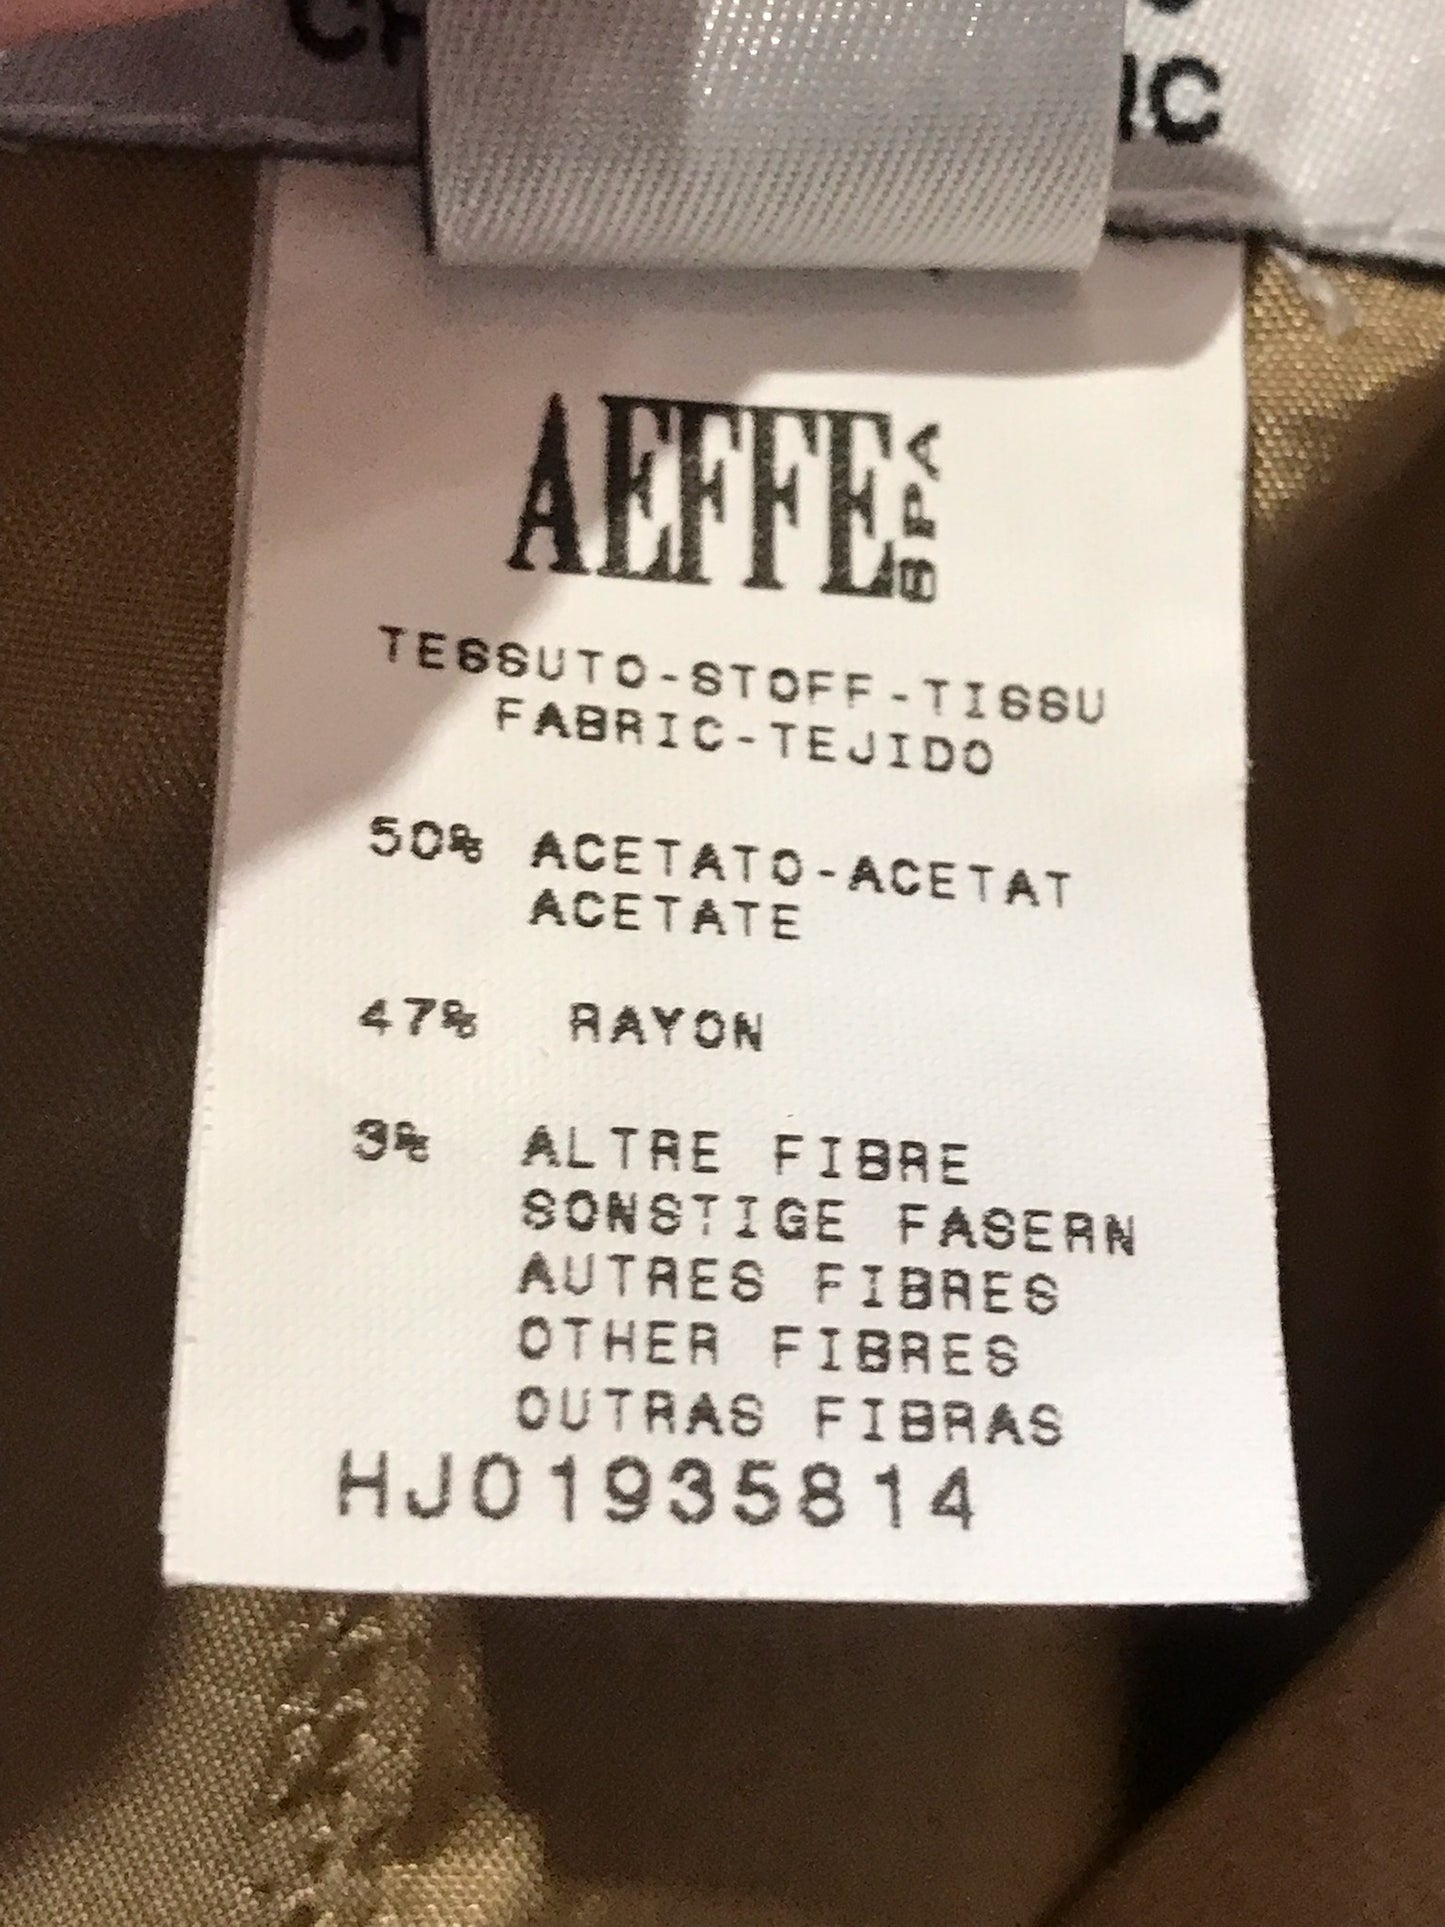 AEFFE SPA
TESSUTO-STOFF-TISSU
FABRIC-TEJIDO
50% ACETATO-ACETAT
ACETATE
47% RAYON
3% ALTRE FIBRE
SONSTIGE FASERN
AUTRES FIBRES
OTHER FIBRES
OUTRAS FIBRAS
HJ01935814